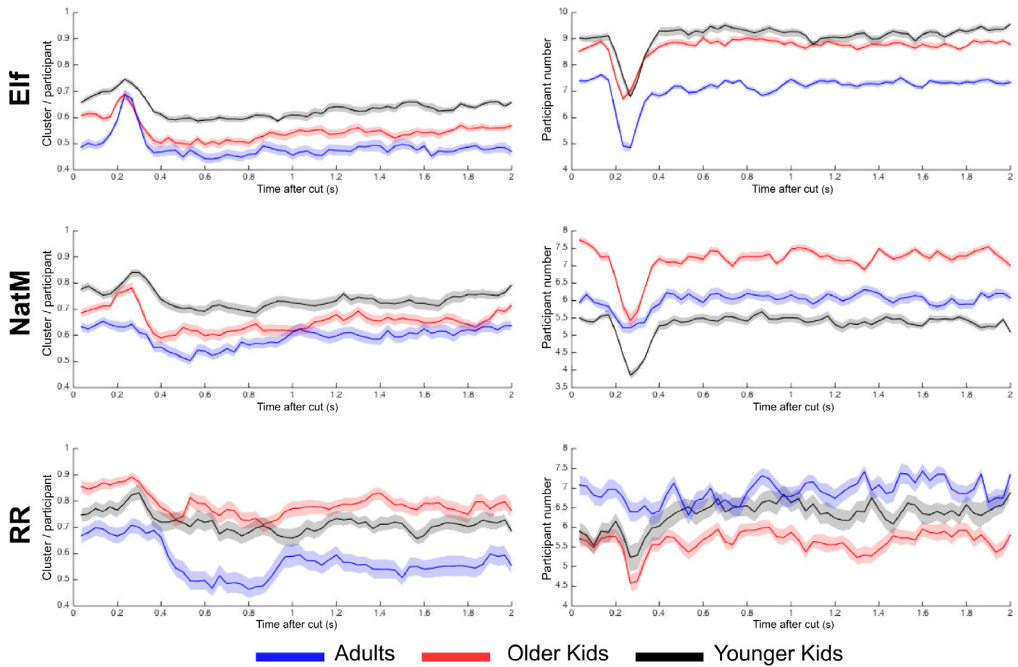 Elf
Cluster / participant
1
0.9
0.8
0.7
0.6
0.5
0.4
0 0.2 0.4 0.6 0.8 1 1.2 1.4 1.6 1.8 2
Time after cut (s)
Participant number
10
9
8
7
6
5
4
0 0.2 0.4 0.6 0.8 1 1.2 1.4 1.6 1.8 2
Time after cut (s)
NatM
Cluster / participant
1
0.9
0.8
0.7
0.6
0.5
0.4
0 0.2 0.4 0.6 0.8 1 1.2 1.4 1.6 1.8 2
Time after cut (s)
Participant number
8
7.5
7
6.5
6
5.5
5
4.5
4
3.5
0 0.2 0.4 0.6 0.8 1 1.2 1.4 1.6 1.8 2
Time after cut (s)
RR
Cluster / participant
1
0.9
0.8
0.7
0.6
0.5
0.4
0 0.2 0.4 0.6 0.8 1 1.2 1.4 1.6 1.8 2
Time after cut (s)
Participant number
8
7.5
7
6.5
6
5.5
5
4.5
4
0 0.2 0.4 0.6 0.8 1 1.2 1.4 1.6 1.8 2
Time after cut (s)
Adults Older Kids Younger Kids